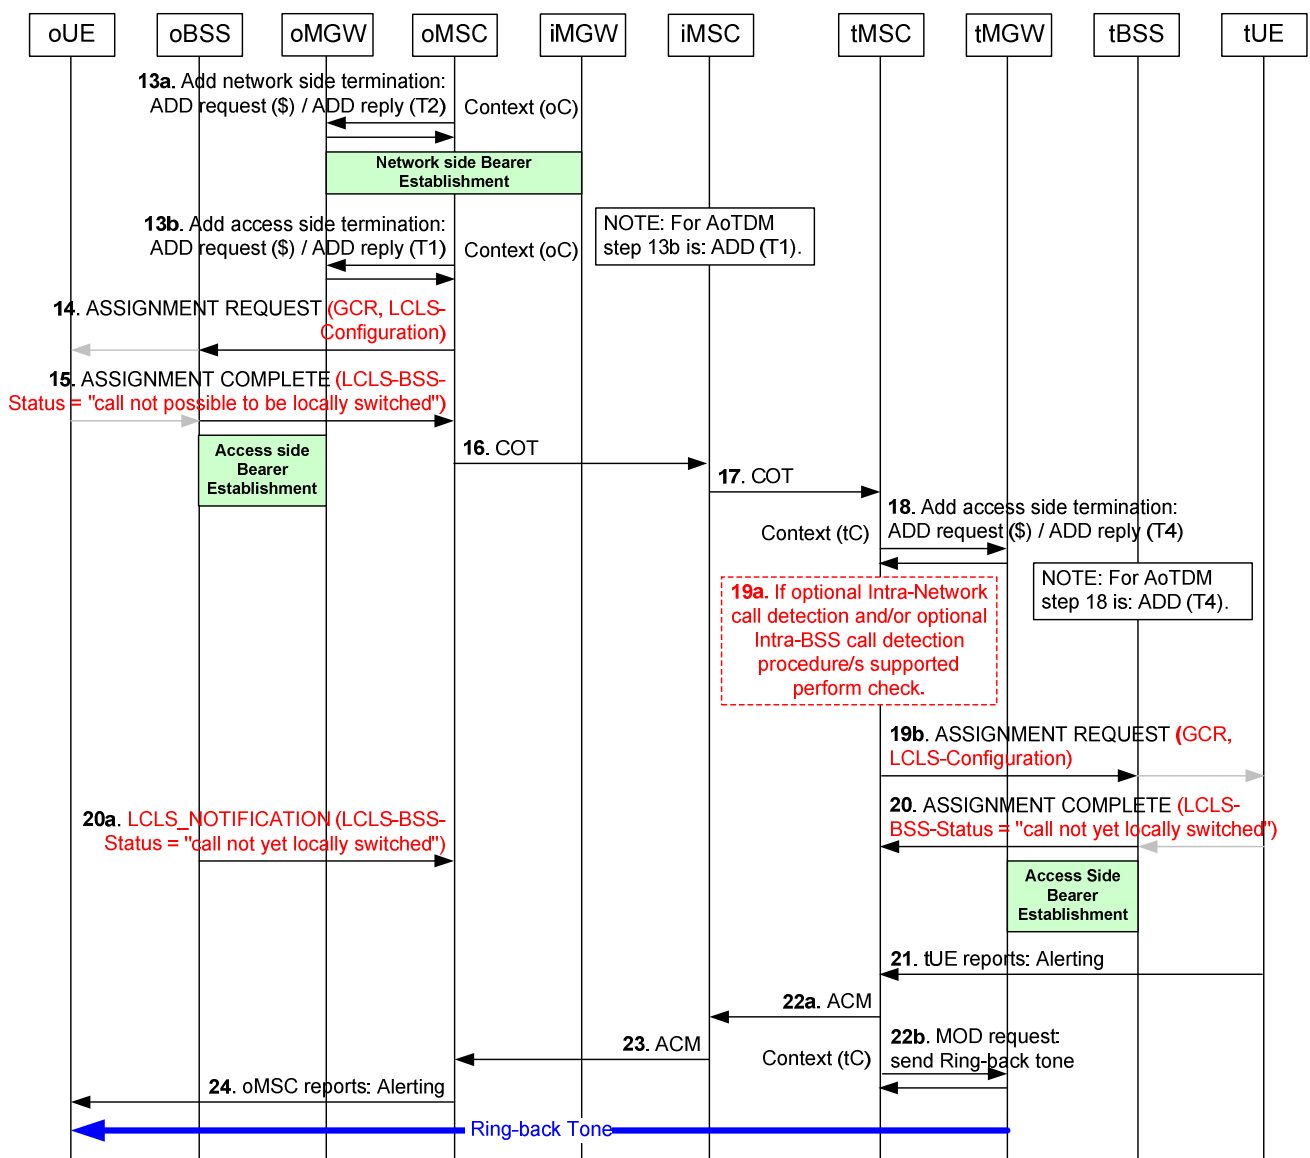 oUE oBSS oMGW oMSC iMGW iMSC tMSC tMGW tBSS tUE
13a. Add network side termination:
ADD request ($) / ADD reply (T2)
Context (oC)
Network side Bearer
Establishment
NOTE: For AoTDM
step 13b is: ADD (T1).
13b. Add access side termination:
ADD request ($) / ADD reply (T1)
Context (oC)
14. ASSIGNMENT REQUEST (GCR, LCLS-
Configuration)
15. ASSIGNMENT COMPLETE (LCLS-BSS-
Status = "call not possible to be locally switched")
Access side
Bearer
Establishment
16. COT
17. COT
18. Add access side termination:
ADD request ($) / ADD reply (T4)
Context (tC)
NOTE: For AoTDM
step 18 is: ADD (T4).
19a. If optional Intra-Network
call detection and/or optional
Intra-BSS call detection
procedure/s supported
perform check.
19b. ASSIGNMENT REQUEST (GCR,
LCLS-Configuration)
20. ASSIGNMENT COMPLETE (LCLS-
BSS-Status = "call not yet locally switched")
20a. LCLS_NOTIFICATION (LCLS-BSS-
Status = "call not yet locally switched")
Access Side
Bearer
Establishment
21. tUE reports: Alerting
22a. ACM
22b. MOD request:
send Ring-back tone
Context (tC)
23. ACM
24. oMSC reports: Alerting
Ring-back Tone